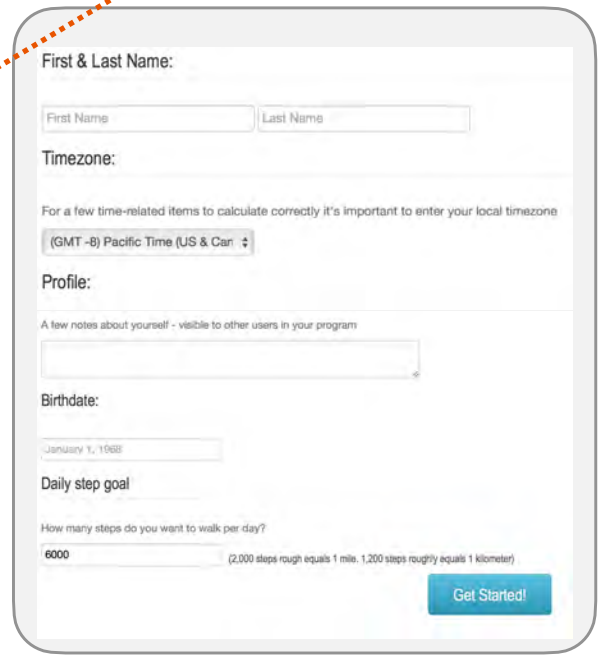 First & Last Name:
First Name Last Name
Timezone:
For a few time-related items to calculate correctly it's important to enter your local timezone
(GMT -8) Pacific Time (US & Can
Profile:
A few notes about yourself - visible to other users in your program
Birthdate:
January 1, 1968
Daily step goal
How many steps do you want to walk per day?
6000 (2,000 steps rough equals 1 mile. 1,200 steps roughly equals 1 kilometer)
Get Started!